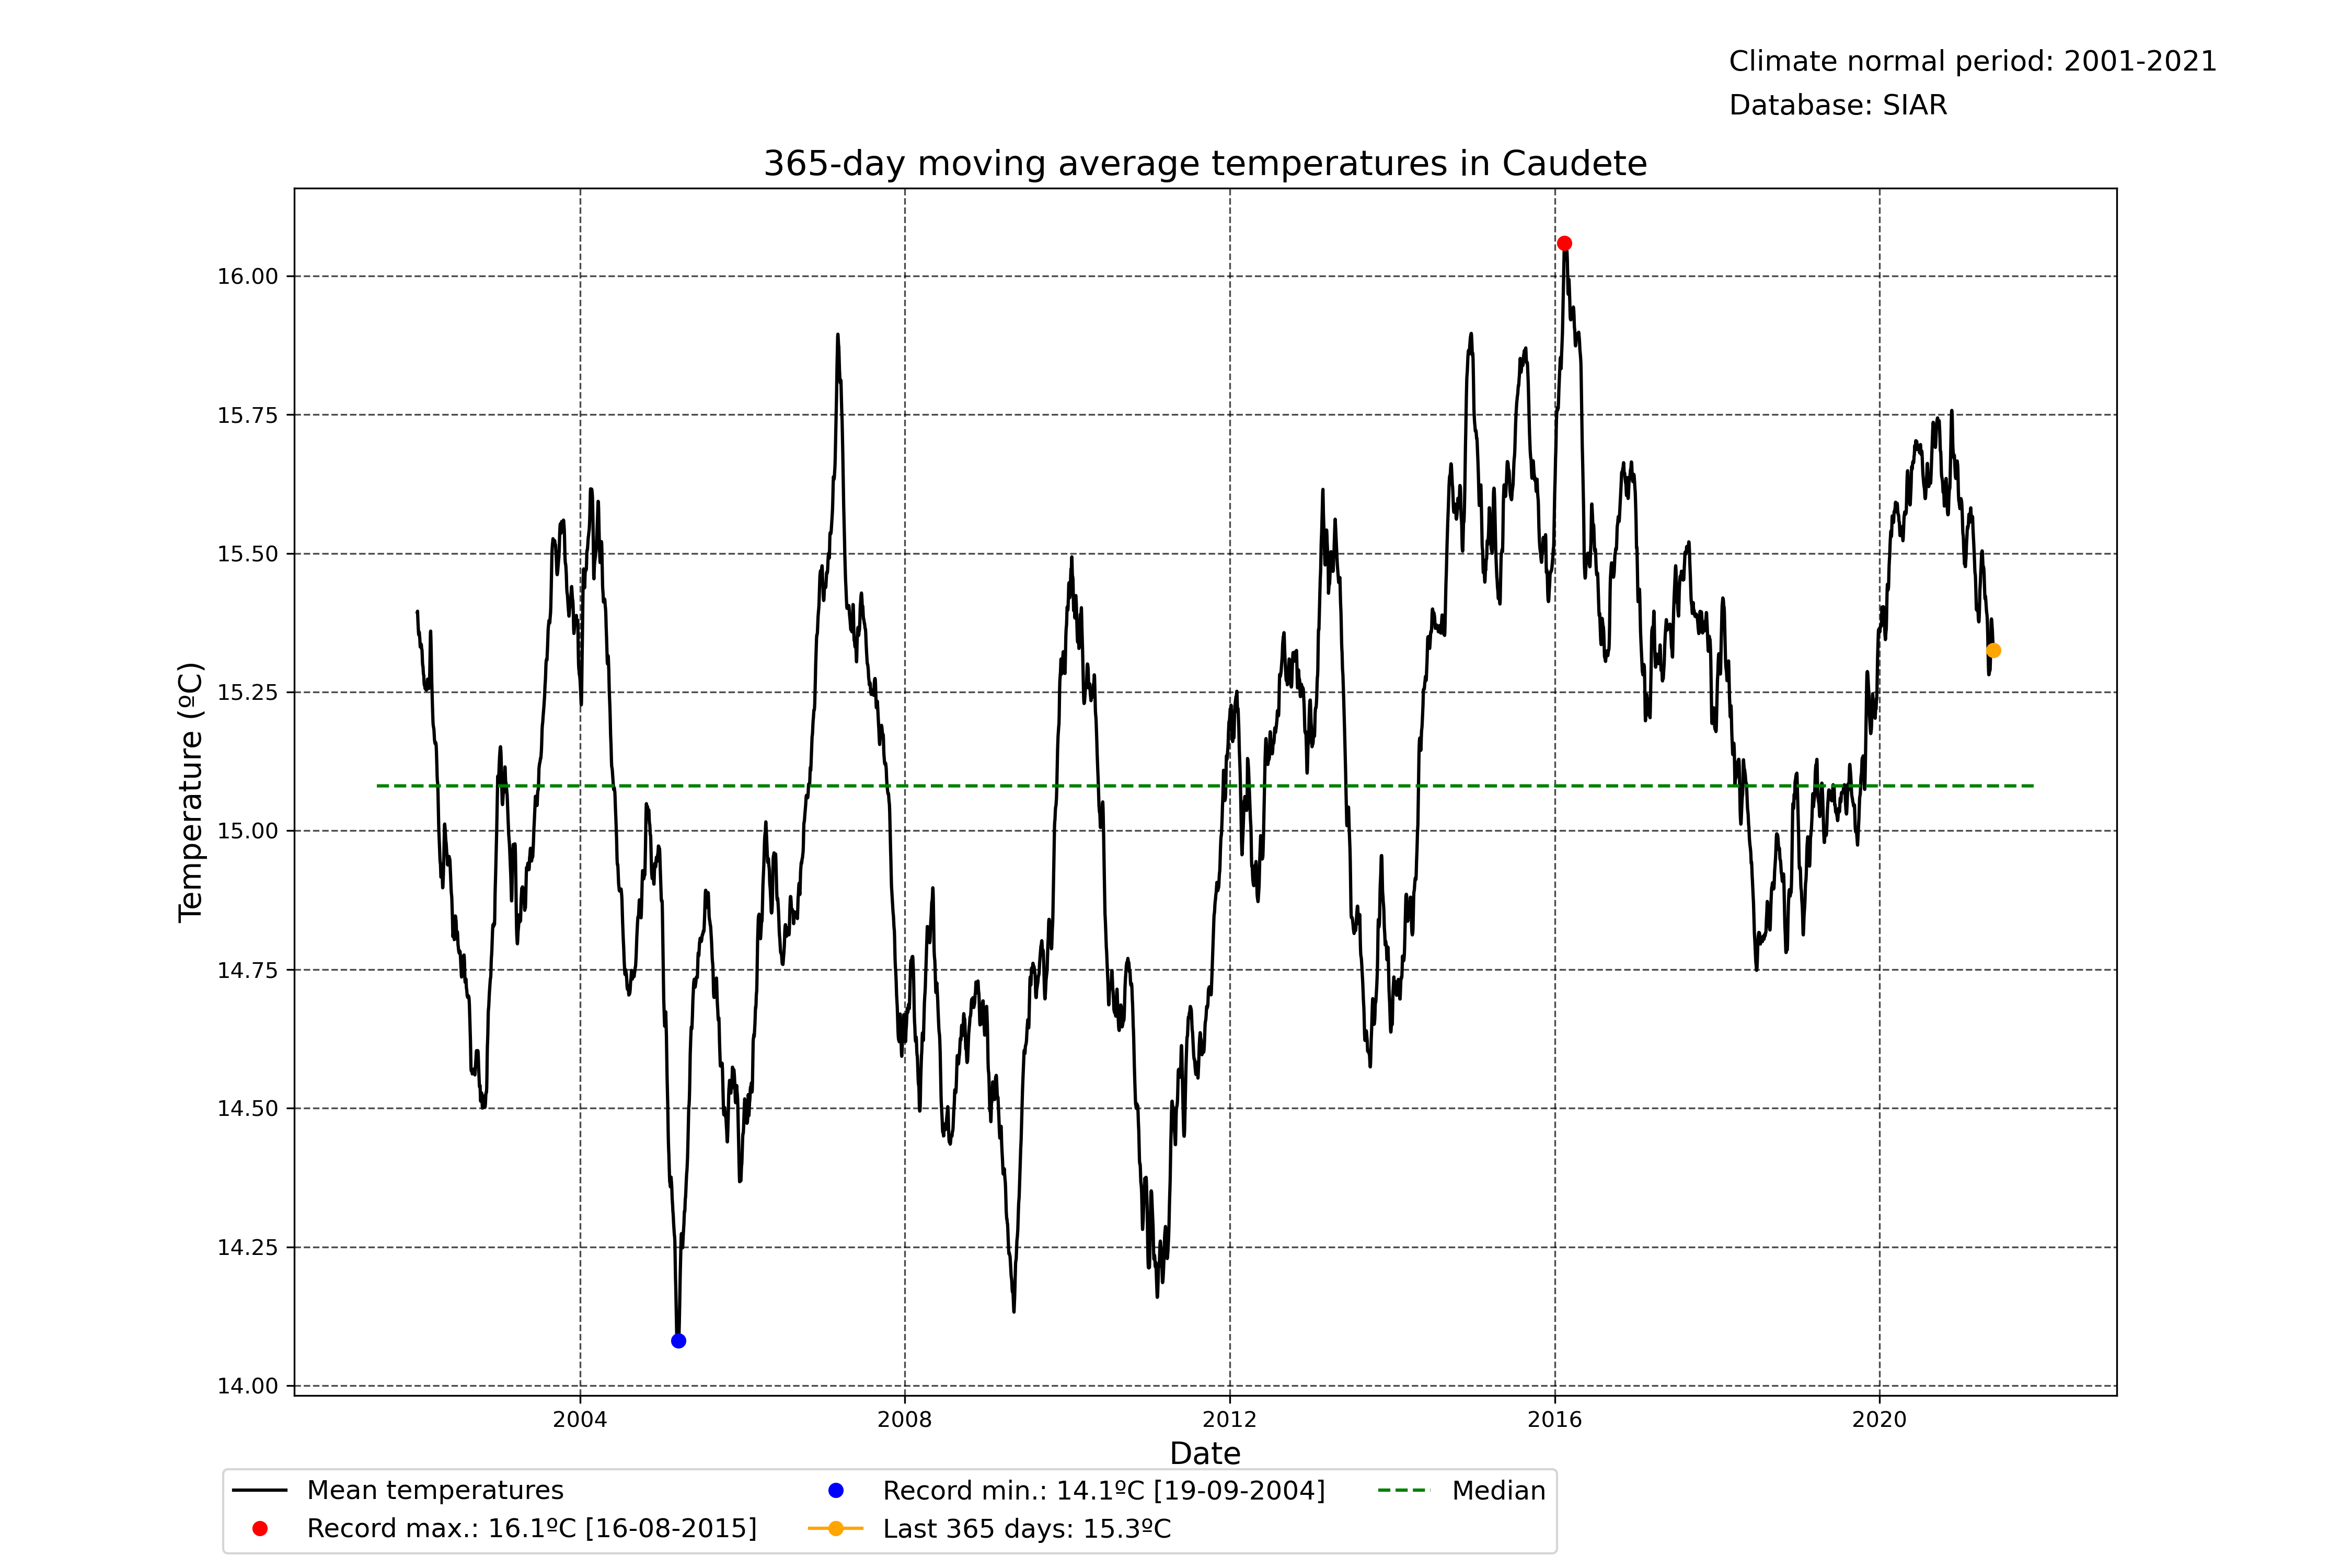 Climate normal period: 2001-2021
Database: SIAR
365-day moving average temperatures in Caudete
16.00
15.75
15.50
15.25
15.00
14.75
14.50
14.25
14.00
Temperature (ºC)
2004 2008 2012 2016 2020
Date
Mean temperatures
Record max.: 16.1ºC [16-08-2015]
Record min.: 14.1ºC [19-09-2004]
Last 365 days: 15.3ºC
Median